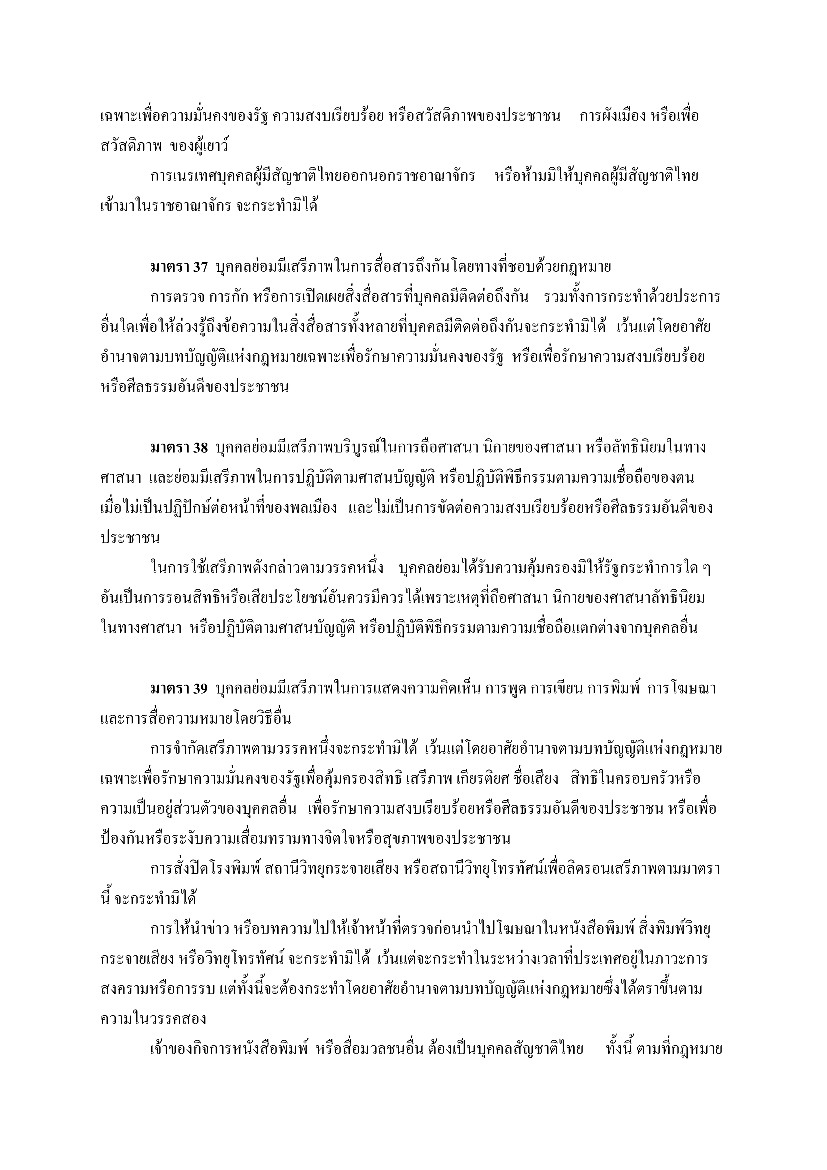 เฉพาะเพื่อความมั่นคงของรัฐ ความสงบเรียบร้อย หรือสวัสดิภาพของประชาชน การผังเมือง หรือเพื่อ
สวัสดิภาพ ของผู้เยาว์
การเนรเทศบุคคลผู้มีสัญชาติไทยออกนอกราชอาณาจักร หรือห้ามมิให้บุคคลผู้มีสัญชาติไทย
เข้ามาในราชอาณาจักร จะกระทำมิได้
มาตรา 37 บุคคลย่อมมีเสรีภาพในการสื่อสารถึงกันโดยทางที่ชอบด้วยกฎหมาย
การตรวจ การกัก หรือการเปิดเผยสิ่งสื่อสารที่บุคคลมีติดต่อถึงกัน รวมทั้งการกระทำด้วยประการ
อื่นใดเพื่อให้ล่วงรู้ถึงข้อความในสิ่งสื่อสารทั้งหลายที่บุคคลมีติดต่อถึงกันจะกระทำมิได้ เว้นแต่โดยอาศัย
อำนาจตามบทบัญญัติแห่งกฎหมายเฉพาะเพื่อรักษาความมั่นคงของรัฐ หรือเพื่อรักษาความสงบเรียบร้อย
หรือศีลธรรมอันดีของประชาชน
มาตรา 38 บุคคลย่อมมีเสรีภาพบริบูรณ์ในการถือศาสนา นิกายของศาสนา หรือลัทธินิยมในทาง
ศาสนา และย่อมมีเสรีภาพในการปฏิบัติตามศาสนบัญญัติ หรือปฏิบัติพิธีกรรมตามความเชื่อถือของตน
เมื่อไม่เป็นปฏิปักษ์ต่อหน้าที่ของพลเมือง และไม่เป็นการขัดต่อความสงบเรียบร้อยหรือศีลธรรมอันดีของ
ประชาชน
ในการใช้เสรีภาพดังกล่าวตามวรรคหนึ่ง บุคคลย่อมได้รับความคุ้มครองมิให้รัฐกระทำการใด ๆ
อันเป็นการรอนสิทธิหรือเสียประโยชน์อันควรมีควรได้เพราะเหตุที่ถือศาสนา นิกายของศาสนาลัทธินิยม
ในทางศาสนา หรือปฏิบัติตามศาสนบัญญัติ หรือปฏิบัติพิธีกรรมตามความเชื่อถือแตกต่างจากบุคคลอื่น
มาตรา 39 บุคคลย่อมมีเสรีภาพในการแสดงความคิดเห็น การพูด การเขียน การพิมพ์ การโฆษณา
และการสื่อความหมายโดยวิธีอื่น
การจำกัดเสรีภาพตามวรรคหนึ่งจะกระทำมิได้ เว้นแต่โดยอาศัยอำนาจตามบทบัญญัติแห่งกฎหมาย
เฉพาะเพื่อรักษาความมั่นคงของรัฐเพื่อคุ้มครองสิทธิ เสรีภาพ เกียรติยศ ชื่อเสียง สิทธิในครอบครัวหรือ
ความเป็นอยู่ส่วนตัวของบุคคลอื่น เพื่อรักษาความสงบเรียบร้อยหรือศีลธรรมอันดีของประชาชน หรือเพื่อ
ป้องกันหรือระงับความเสื่อมทรามทางจิตใจหรือสุขภาพของประชาชน
การสั่งปิดโรงพิมพ์ สถานีวิทยุกระจายเสียง หรือสถานีวิทยุโทรทัศน์เพื่อลิดรอนเสรีภาพตามมาตรา
นี้ จะกระทำมิได้
การให้นำข่าว หรือบทความไปให้เจ้าหน้าที่ตรวจก่อนนำไปโฆษณาในหนังสือพิมพ์ สิ่งพิมพ์วิทยุ
กระจายเสียง หรือวิทยุโทรทัศน์ จะกระทำมิได้ เว้นแต่จะกระทำในระหว่างเวลาที่ประเทศอยู่ในภาวะการ
สงครามหรือการรบ แต่ทั้งนี้จะต้องกระทำโดยอาศัยอำนาจตามบทบัญญัติแห่งกฎหมายซึ่งได้ตราขึ้นตาม
ความในวรรคสอง
เจ้าของกิจการหนังสือพิมพ์ หรือสื่อมวลชนอื่น ต้องเป็นบุคคลสัญชาติไทย ทั้งนี้ ตามที่กฎหมาย